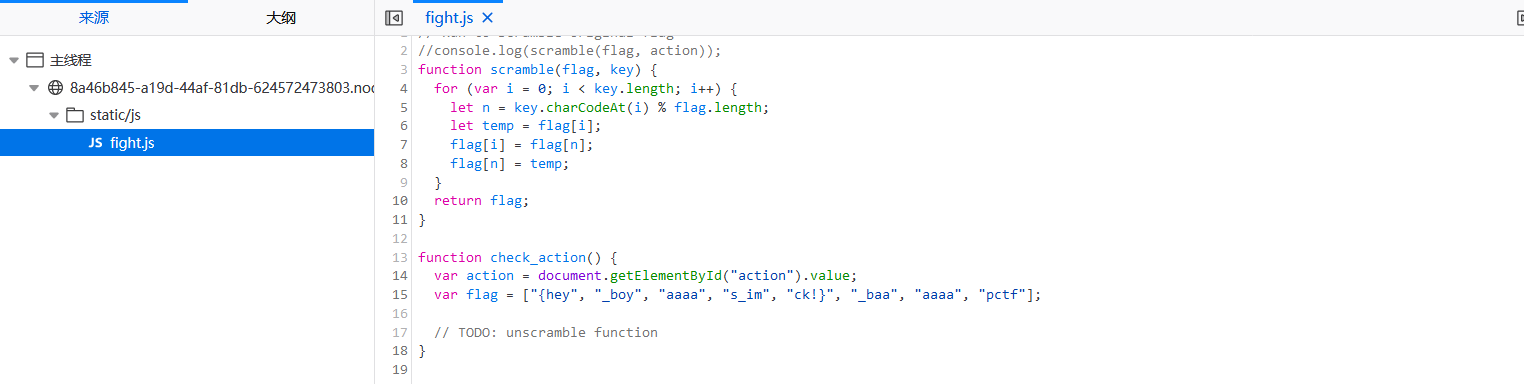 来源
大纲
主线程
8a46b845-a19d-44af-81db-624572473803.noc
static/js
JS fight.js
fight.js
2 //console.log(scramble(flag, action));
3 function scramble(flag, key) {
4 for (var i = 0; i < key.length; i++) {
5 let n = key.charCodeAt(i) % flag.length;
6 let temp = flag[i];
7 flag[i] = flag[n];
8 flag[n] = temp;
9 }
10 return flag;
11 }
12
13 function check_action() {
14 var action = document.getElementById("action").value;
15 var flag = ["{hey", "_boy", "aaaa", "s_im", "ck!}", "_baa", "aaaa", "pctf"];
16
17 // TODO: unscramble function
18 }
19